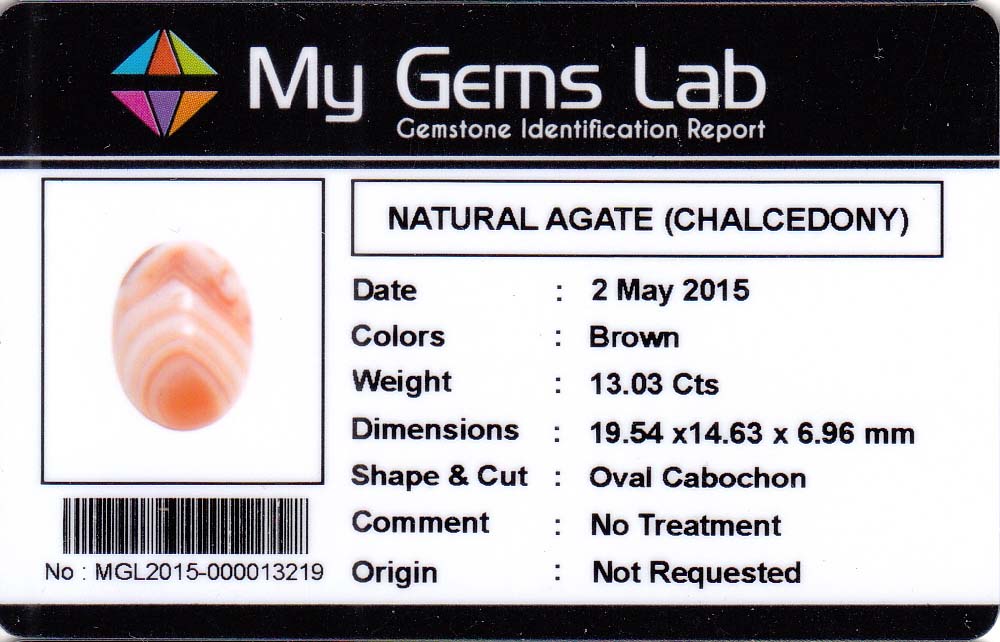 My Gems Lab
Gemstone Identification Report
NATURAL AGATE (CHALCEDONY)
Date : 2 May 2015
Colors : Brown
Weight : 13.03 Cts
Dimensions : 19.54 x14.63 x 6.96 mm
Shape & Cut : Oval Cabochon
Comment : No Treatment
Origin : Not Requested
No : MGL2015-000013219